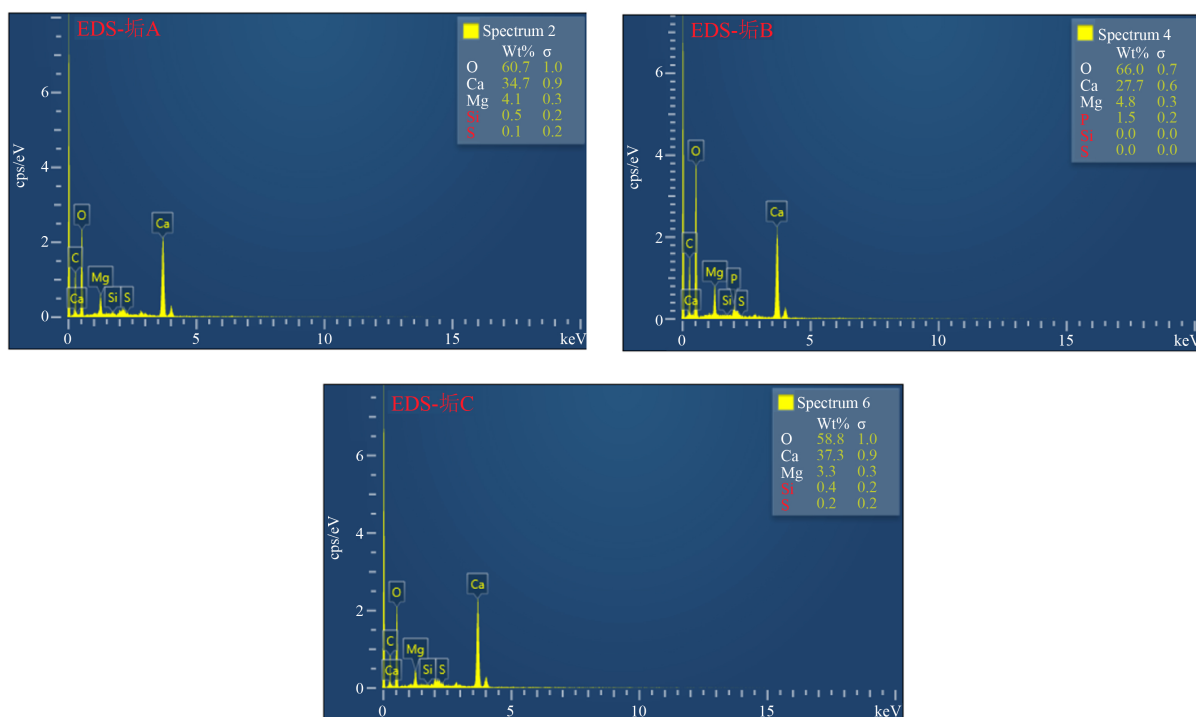 EDS-垢A
Spectrum 2
Wt% σ
O 60.7 1.0
Ca 34.7 0.9
Mg 4.1 0.3
Si 0.5 0.2
S 0.1 0.2
cps/eV
6
4
2
0
O
Ca
C
Mg
Ca
Si
S
0 5 10 15 keV
EDS-垢B
Spectrum 4
Wt% σ
O 66.0 0.7
Ca 27.7 0.6
Mg 4.8 0.3
P 1.5 0.2
Si 0.0 0.0
S 0.0 0.0
cps/eV
6
4
2
0
O
Ca
C
Mg
P
Ca
Si
S
0 5 10 15 keV
EDS-垢C
Spectrum 6
Wt% σ
O 58.8 1.0
Ca 37.3 0.9
Mg 3.3 0.3
Si 0.4 0.2
S 0.2 0.2
cps/eV
6
4
2
0
Ca
O
C
Mg
Ca
Si
S
0 5 10 15 keV